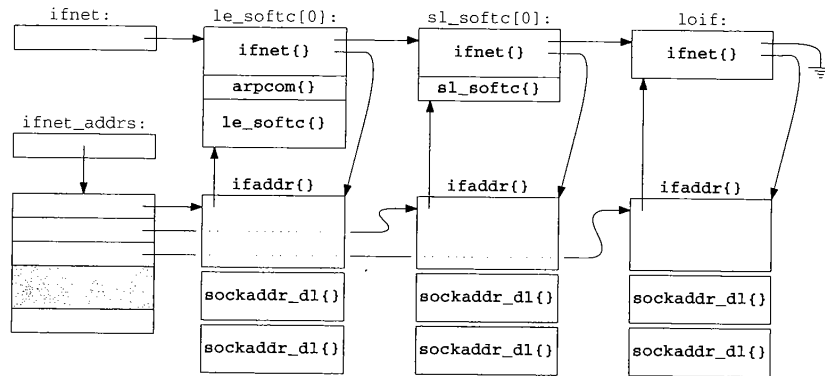 ifnet:
le_softc[0}:
sl_softc[0]:
loif:
ifnet{}
ifnet{}
ifnet{}
arpcom{}
sl_softc{}
le_softc{}
ifnet_addrs:
ifaddr{}
ifaddr{}
ifaddr{}
sockaddr_dl{}
sockaddr_dl{}
sockaddr_dl{}
sockaddr_dl{}
sockaddr_dl{}
sockaddr_dl{}